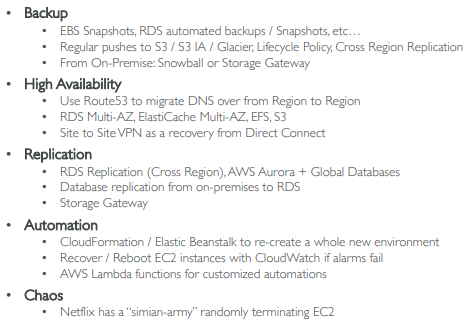 • Backup
• EBS Snapshots, RDS automated backups / Snapshots, etc…
• Regular pushes to S3 / S3 IA / Glacier, Lifecycle Policy, Cross Region Replication
• From On-Premise: Snowball or Storage Gateway
• High Availability
• Use Route53 to migrate DNS over from Region to Region
• RDS Multi-AZ, ElastiCache Multi-AZ, EFS, S3
• Site to Site VPN as a recovery from Direct Connect
• Replication
• RDS Replication (Cross Region), AWS Aurora + Global Databases
• Database replication from on-premises to RDS
• Storage Gateway
• Automation
• CloudFormation / Elastic Beanstalk to re-create a whole new environment
• Recover / Reboot EC2 instances with CloudWatch if alarms fail
• AWS Lambda functions for customized automations
• Chaos
• Netflix has a “simian-army” randomly terminating EC2